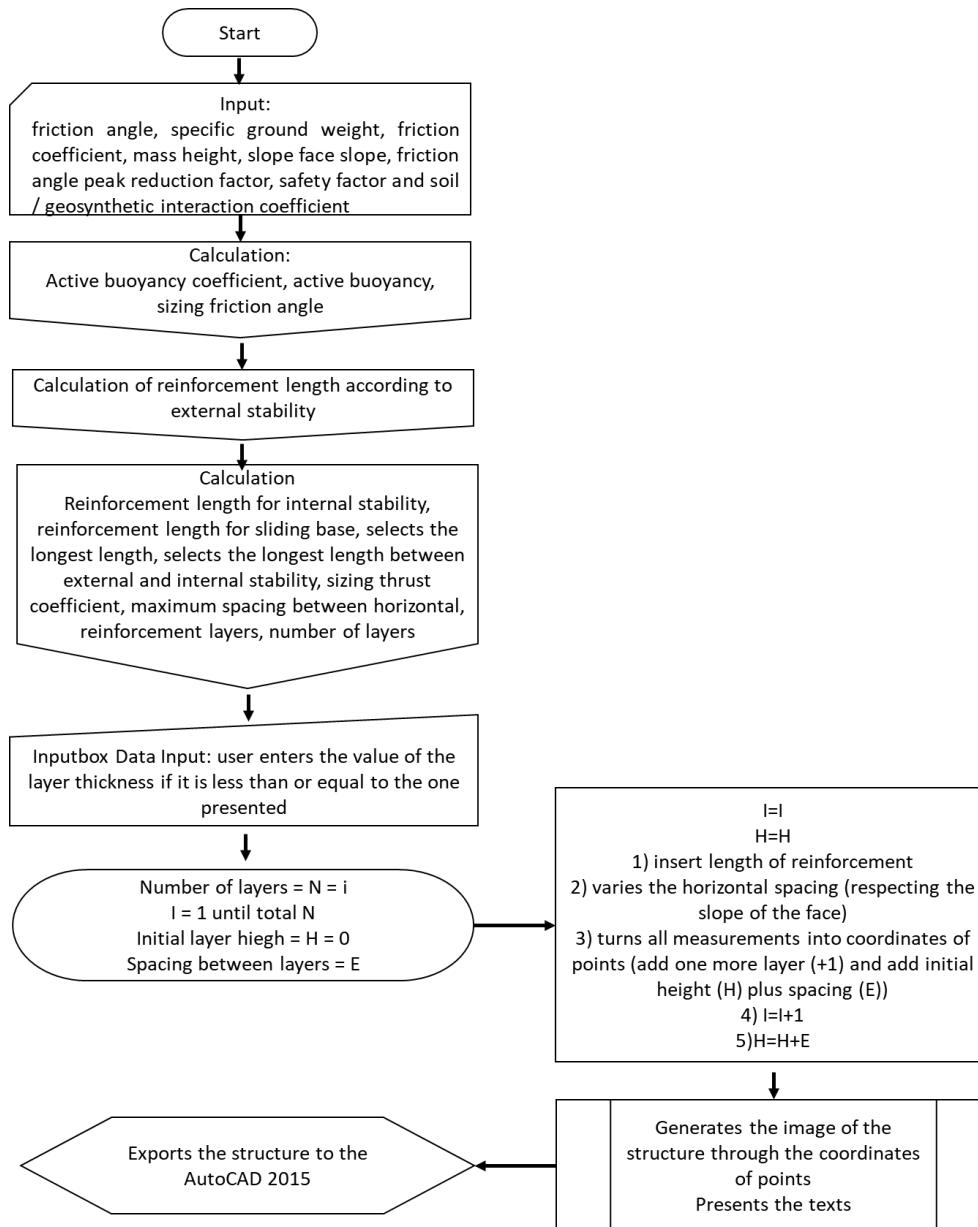 Start
Input:
friction angle, specific ground weight, friction
coefficient, mass height, slope face slope, friction
angle peak reduction factor, safety factor and soil
/ geosynthetic interaction coefficient
Calculation:
Active buoyancy coefficient, active buoyancy,
sizing friction angle
Calculation of reinforcement length according to
external stability
Calculation
Reinforcement length for internal stability,
reinforcement length for sliding base, selects the
longest length, selects the longest length between
external and internal stability, sizing thrust
coefficient, maximum spacing between horizontal,
reinforcement layers, number of layers
Inputbox Data Input: user enters the value of the
layer thickness if it is less than or equal to the one
presented
Number of layers = N = i
I = 1 until total N
Initial layer hiegh = H = 0
Spacing between layers = E
I=I
H=H
1) insert length of reinforcement
2) varies the horizontal spacing (respecting the
slope of the face)
3) turns all measurements into coordinates of
points (add one more layer (+1) and add initial
height (H) plus spacing (E))
4) I=I+1
5)H=H+E
Generates the image of the
structure through the coordinates
of points
Presents the texts
Exports the structure to the
AutoCAD 2015